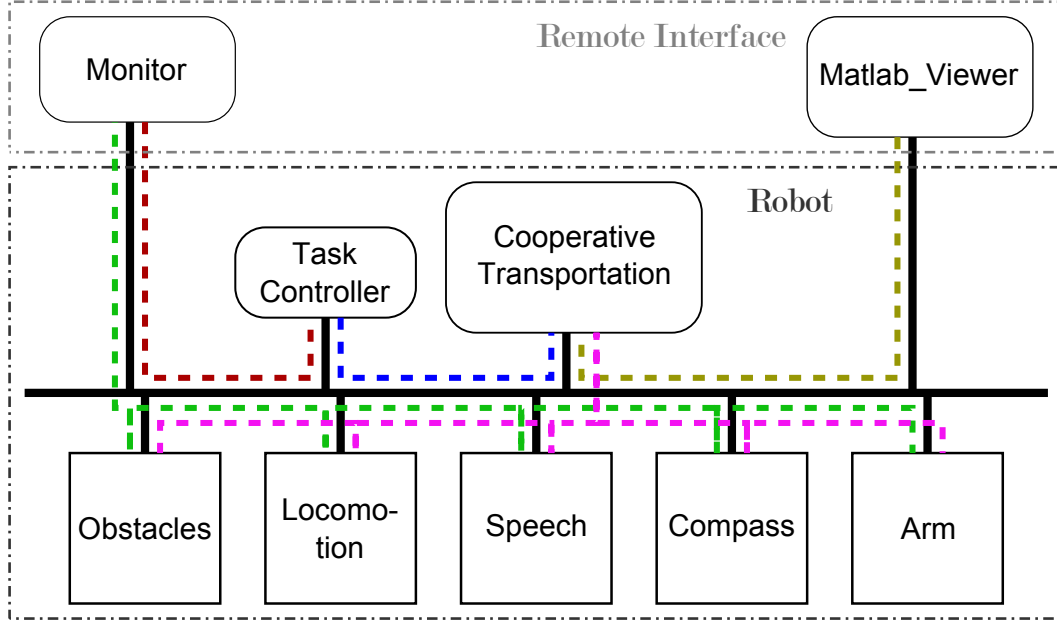 Remote Interface
Monitor
Matlab_Viewer
Robot
Cooperative
Transportation
Task
Controller
Obstacles
Locomo-
tion
Speech
Compass
Arm